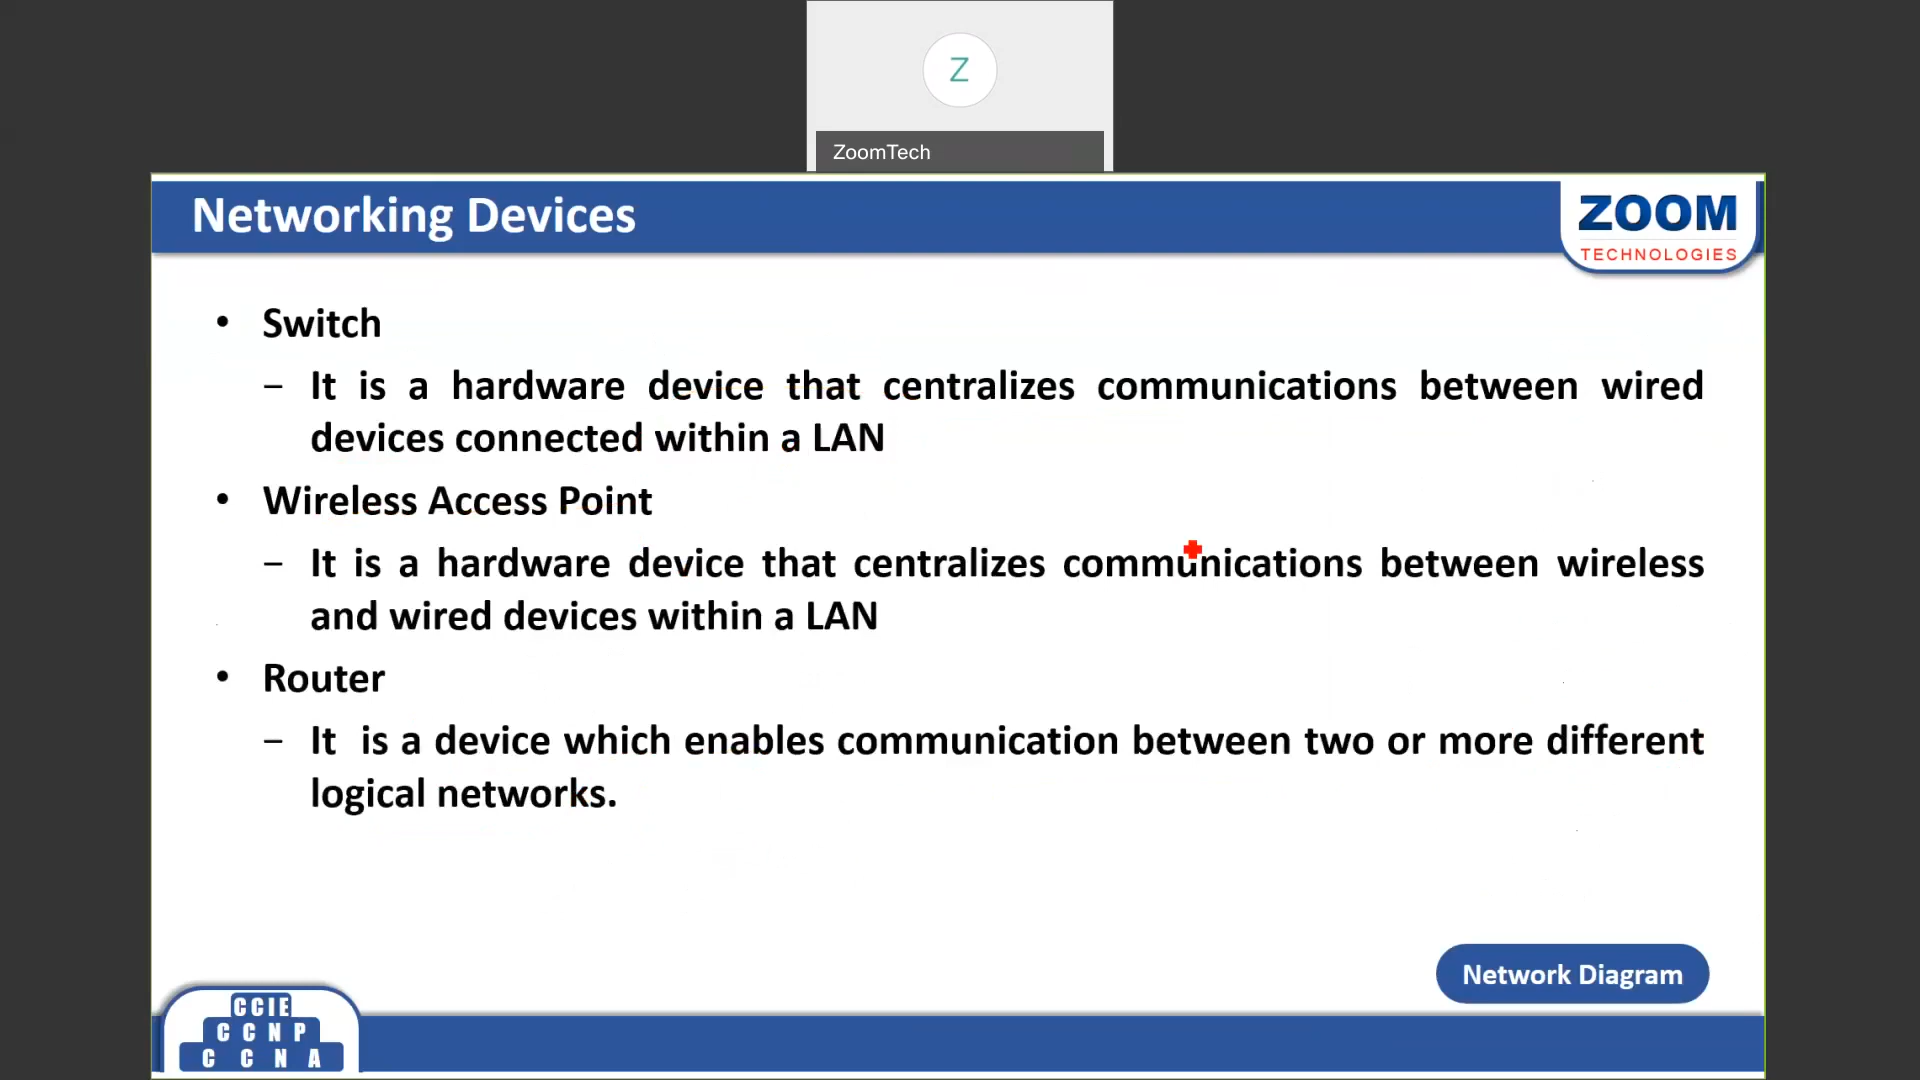 Z
ZoomTech
Networking Devices
ZOOM
TECHNOLOGIES
• Switch
– It is a hardware device that centralizes communications between wired
devices connected within a LAN
• Wireless Access Point
– It is a hardware device that centralizes communications between wireless
and wired devices within a LAN
• Router
– It is a device which enables communication between two or more different
logical networks.
Network Diagram
CCIE
CCNP
CCNA